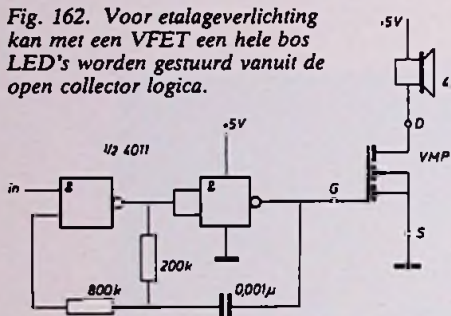 Fig. 162. Voor etalageverlichting
kan met een VFET een hele bos
LED's worden gestuurd vanuit de
open collector logica.
+5V
4
D
VMP
1/2 4011
+5V
in
&
&
G
S
200k
800k
0,001µ